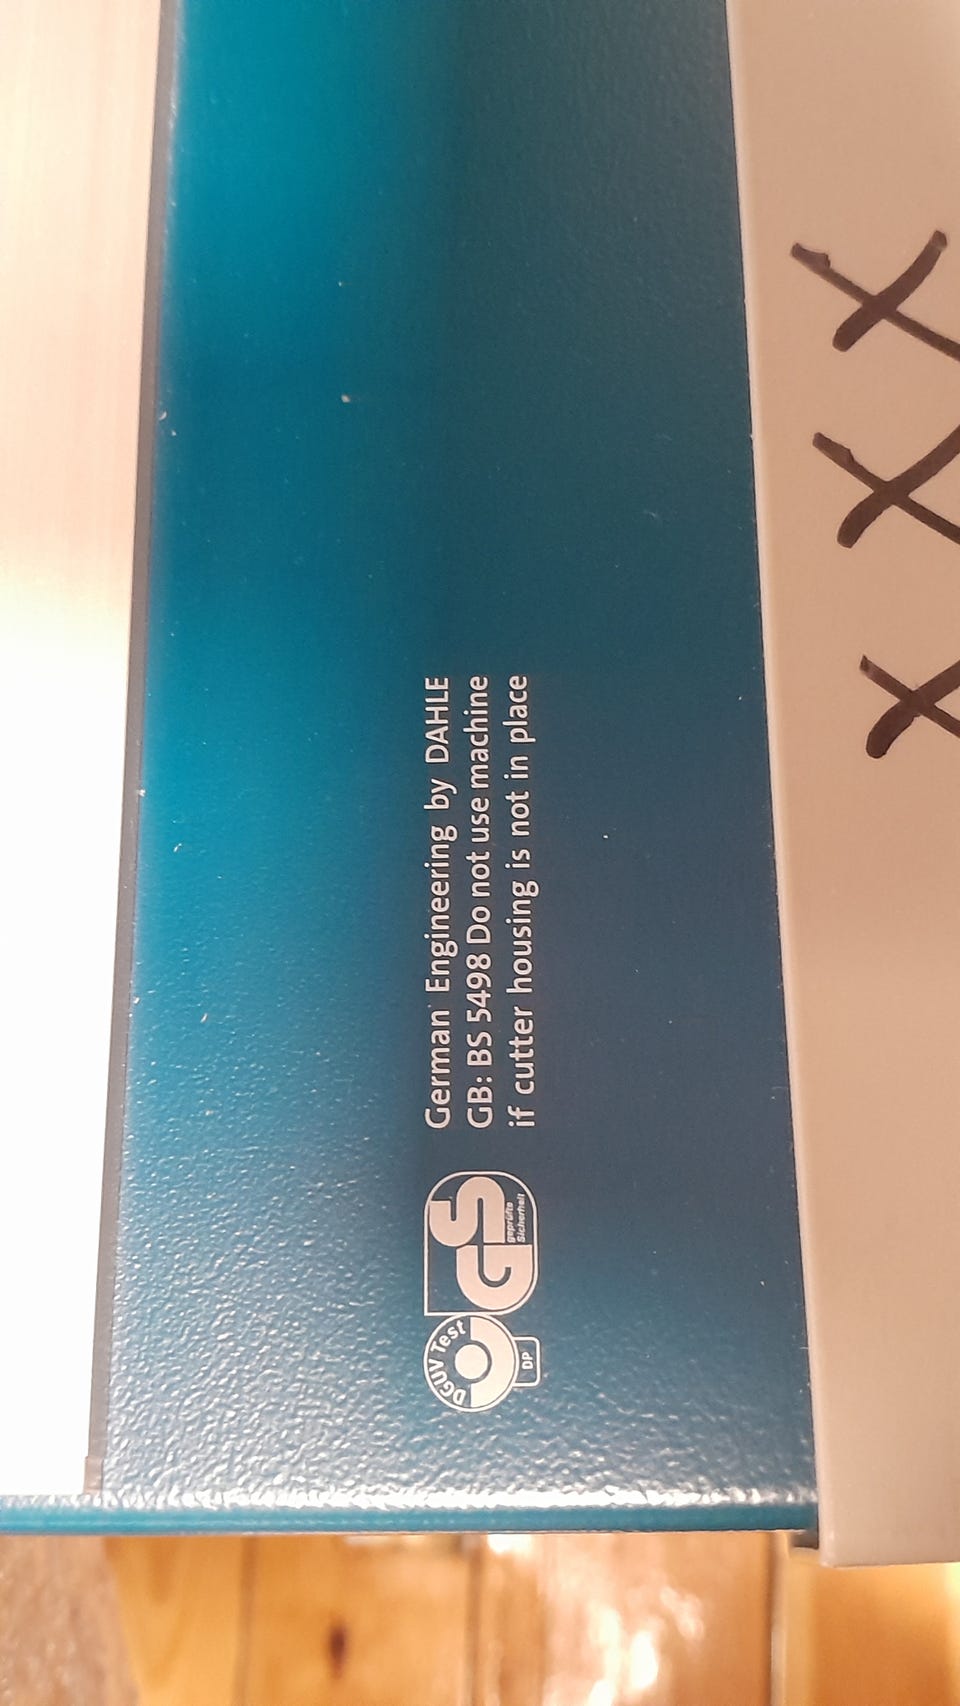 German Engineering by DAHLE
GB: BS 5498 Do not use machine
if cutter housing is not in place
DGUV Test
DP
GS
geprüfte
Sicherheit
XXX